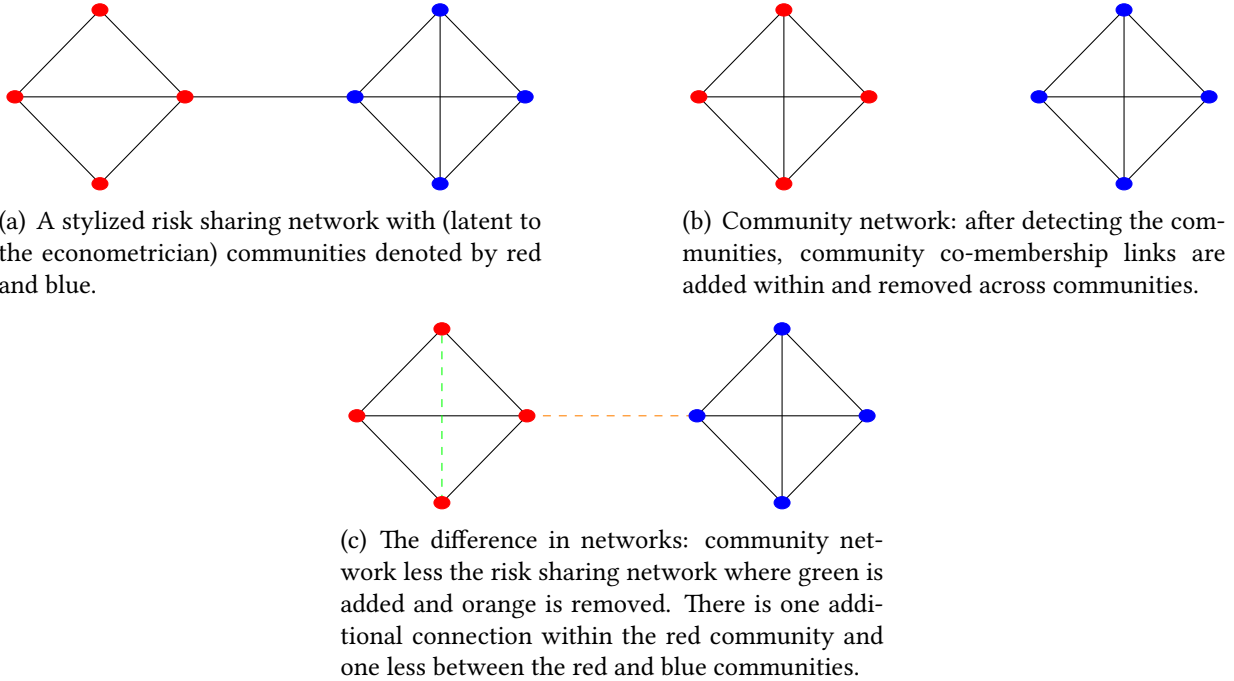 (a) A stylized risk sharing network with (latent to
the econometrician) communities denoted by red
and blue.
(b) Community network: after detecting the com-
munities, community co-membership links are
added within and removed across communities.
(c) The difference in networks: community net-
work less the risk sharing network where green is
added and orange is removed. There is one addi-
tional connection within the red community and
one less between the red and blue communities.